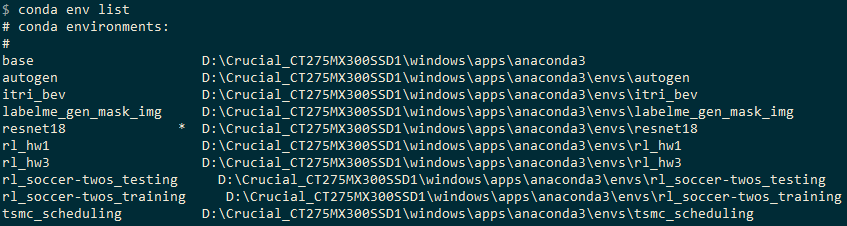 $ conda env list
# conda environments:
#
base                     D:\Crucial_CT275MX300SSD1\windows\apps\anaconda3
autogen                  D:\Crucial_CT275MX300SSD1\windows\apps\anaconda3\envs\autogen
itri_bev                 D:\Crucial_CT275MX300SSD1\windows\apps\anaconda3\envs\itri_bev
labelme_gen_mask_img     D:\Crucial_CT275MX300SSD1\windows\apps\anaconda3\envs\labelme_gen_mask_img
resnet18              *  D:\Crucial_CT275MX300SSD1\windows\apps\anaconda3\envs\resnet18
rl_hw1                   D:\Crucial_CT275MX300SSD1\windows\apps\anaconda3\envs\rl_hw1
rl_hw3                   D:\Crucial_CT275MX300SSD1\windows\apps\anaconda3\envs\rl_hw3
rl_soccer-twos_testing     D:\Crucial_CT275MX300SSD1\windows\apps\anaconda3\envs\rl_soccer-twos_testing
rl_soccer-twos_training     D:\Crucial_CT275MX300SSD1\windows\apps\anaconda3\envs\rl_soccer-twos_training
tsmc_scheduling          D:\Crucial_CT275MX300SSD1\windows\apps\anaconda3\envs\tsmc_scheduling